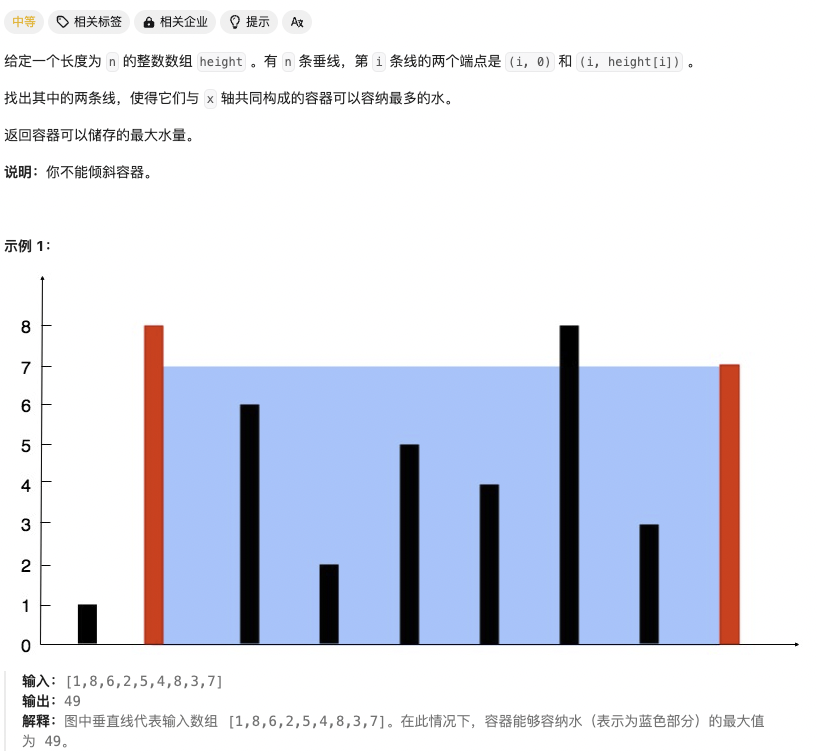 中等 相关标签 相关企业 提示 Aa
给定一个长度为 n 的整数数组 height 。有 n 条垂线，第 i 条线的两个端点是 (i, 0) 和 (i, height[i]) 。
找出其中的两条线，使得它们与 x 轴共同构成的容器可以容纳最多的水。
返回容器可以储存的最大水量。
说明：你不能倾斜容器。
示例 1：
8
7
6
5
4
3
2
1
0
输入：[1,8,6,2,5,4,8,3,7]
输出：49
解释：图中垂直线代表输入数组 [1,8,6,2,5,4,8,3,7]。在此情况下，容器能够容纳水（表示为蓝色部分）的最大值
为 49。